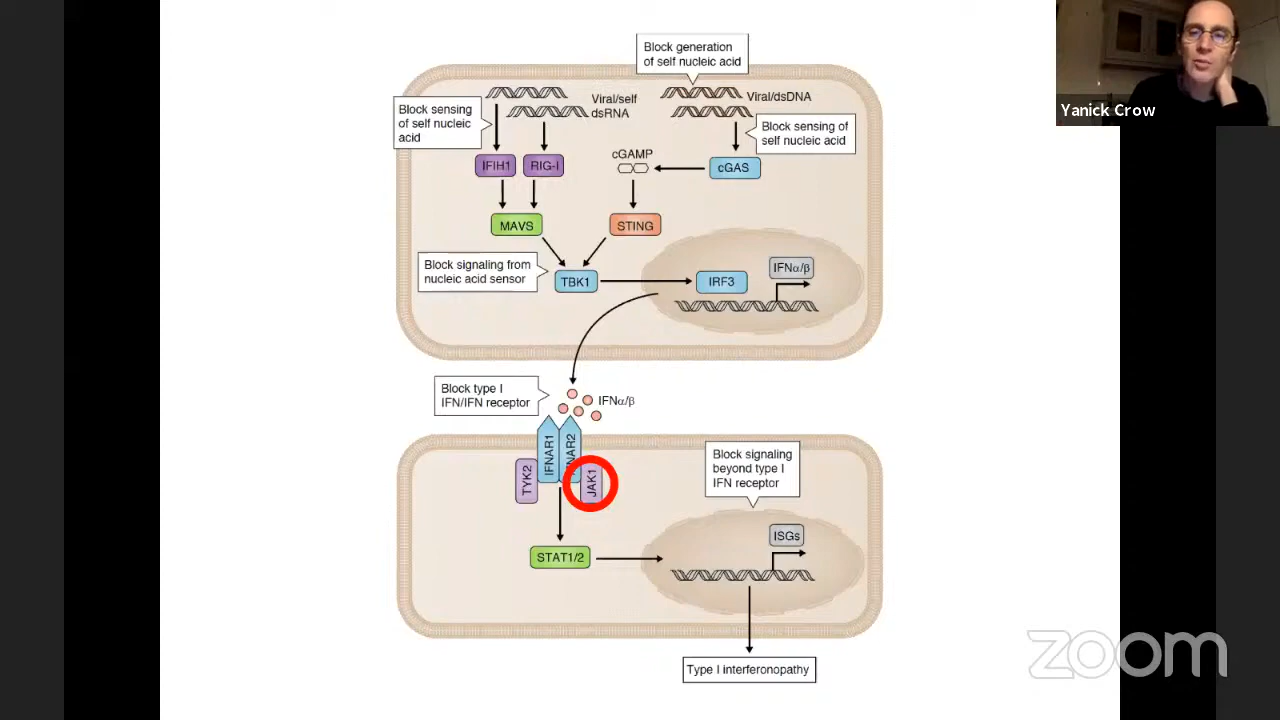 Block generation
of self nucleic acid
Block sensing
of self nucleic
acid
Viral/self
dsRNA
Viral/dsDNA
Block sensing of
self nucleic acid
IFIH1
RIG-I
cGAMP
cGAS
MAVS
STING
Block signaling from
nucleic acid sensor
TBK1
IRF3
IFNα/β
Block type I
IFN/IFN receptor
IFNα/β
IFNAR1
IFNAR2
TYK2
JAK1
Block signaling
beyond type I
IFN receptor
STAT1/2
ISGs
Type I interferonopathy
Yanick Crow
zoom